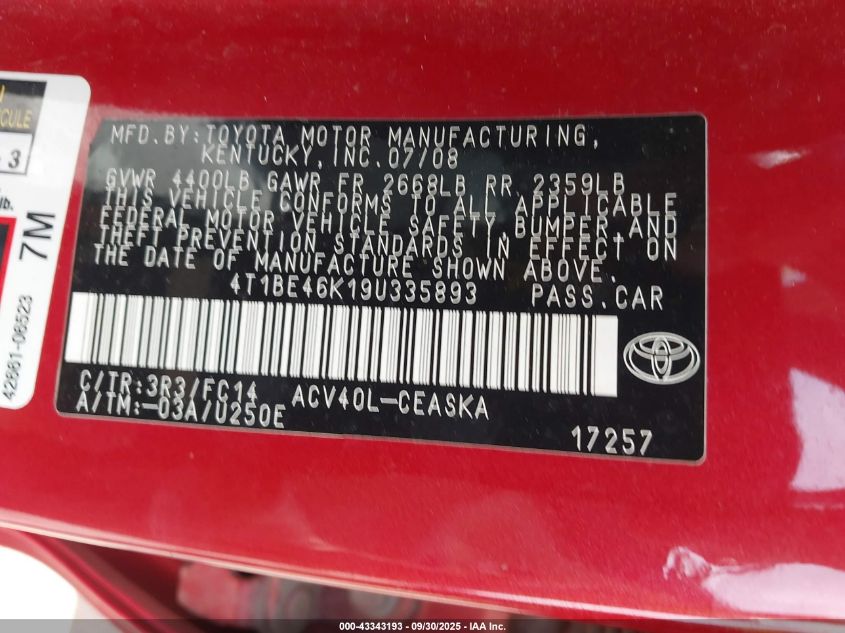 MFD. BY: TOYOTA MOTOR MANUFACTURING,
KENTUCKY, INC. 07/08
GVWR 4400LB GAWR FR 2668LB RR 2359LB
THIS VEHICLE CONFORMS TO ALL APPLICABLE
FEDERAL MOTOR VEHICLE SAFETY, BUMPER, AND
THEFT PREVENTION STANDARDS IN EFFECT ON
THE DATE OF MANUFACTURE SHOWN ABOVE.
4T1BE46K19U335893 PASS. CAR
C/TR: 3R3/FC14 ACV40L-CEASKA
A/TM: -03A/U250E
17257
3
lb.
7M
42661-06523
000-43343193 - 09/30/2025 - IAA Inc.